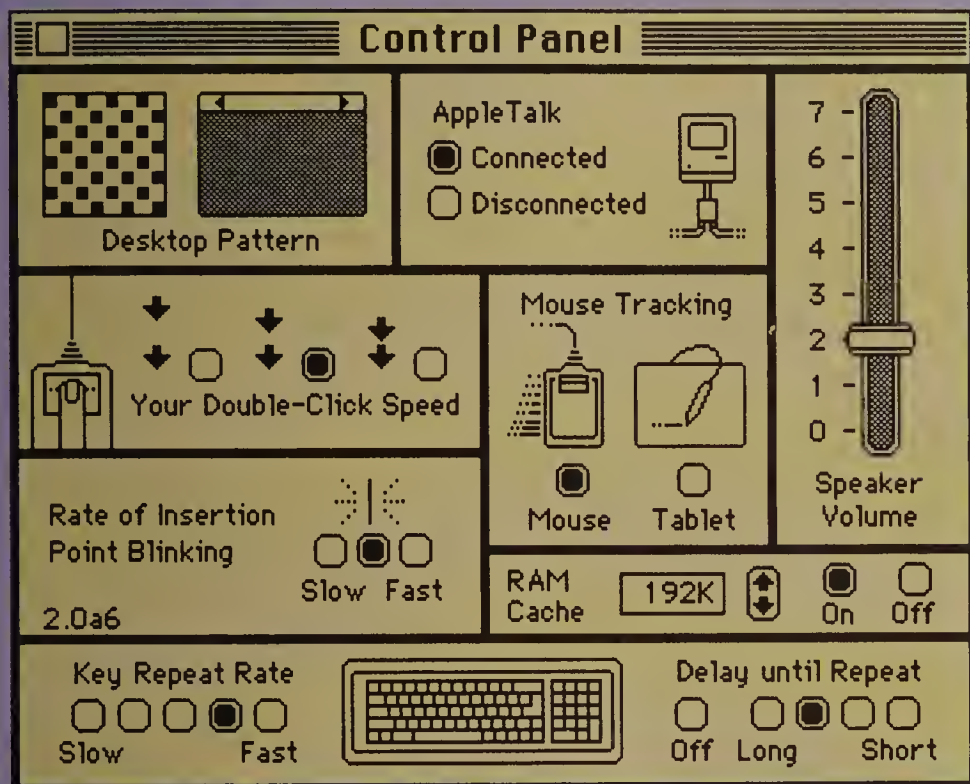 Control Panel
Desktop Pattern
AppleTalk
Connected
Disconnected
7
6
5
4
3
2
1
0
Speaker
Volume
Your Double-Click Speed
Mouse Tracking
Mouse Tablet
Rate of Insertion
Point Blinking
Slow Fast
2.0a6
RAM
Cache
192K
On Off
Key Repeat Rate
Slow Fast
Delay until Repeat
Off Long Short